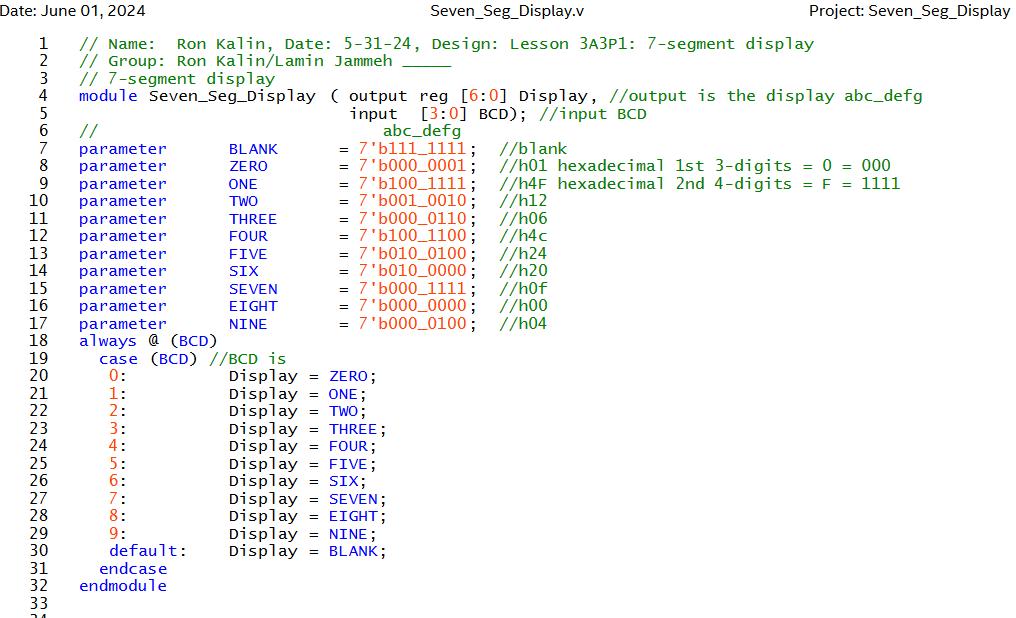 Date: June 01, 2024 Seven_Seg_Display.v Project: Seven_Seg_Display
1 // Name: Ron Kalin, Date: 5-31-24, Design: Lesson 3A3P1: 7-segment display
2 // Group: Ron Kalin/Lamin Jammeh _____
3 // 7-segment display
4 module Seven_Seg_Display ( output reg [6:0] Display, //output is the display abc_defg
5 input [3:0] BCD); //input BCD
6 // abc_defg
7 parameter BLANK = 7'b111_1111; //blank
8 parameter ZERO = 7'b000_0001; //h01 hexadecimal 1st 3-digits = 0 = 000
9 parameter ONE = 7'b100_1111; //h4F hexadecimal 2nd 4-digits = F = 1111
10 parameter TWO = 7'b001_0010; //h12
11 parameter THREE = 7'b000_0110; //h06
12 parameter FOUR = 7'b100_1100; //h4c
13 parameter FIVE = 7'b010_0100; //h24
14 parameter SIX = 7'b010_0000; //h20
15 parameter SEVEN = 7'b000_1111; //h0f
16 parameter EIGHT = 7'b000_0000; //h00
17 parameter NINE = 7'b000_0100; //h04
18 always @ (BCD)
19 case (BCD) //BCD is
20 0: Display = ZERO;
21 1: Display = ONE;
22 2: Display = TWO;
23 3: Display = THREE;
24 4: Display = FOUR;
25 5: Display = FIVE;
26 6: Display = SIX;
27 7: Display = SEVEN;
28 8: Display = EIGHT;
29 9: Display = NINE;
30 default: Display = BLANK;
31 endcase
32 endmodule
33